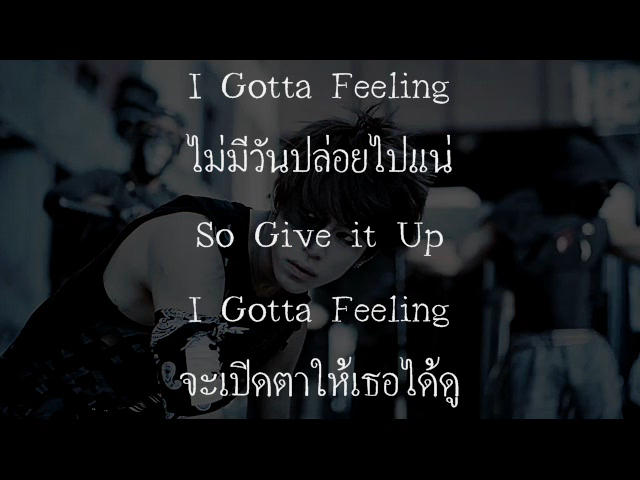 I Gotta Feeling
ไม่มีวันปล่อยไปแน่
So Give it Up
I Gotta Feeling
จะเปิดตาให้เธอได้ดู